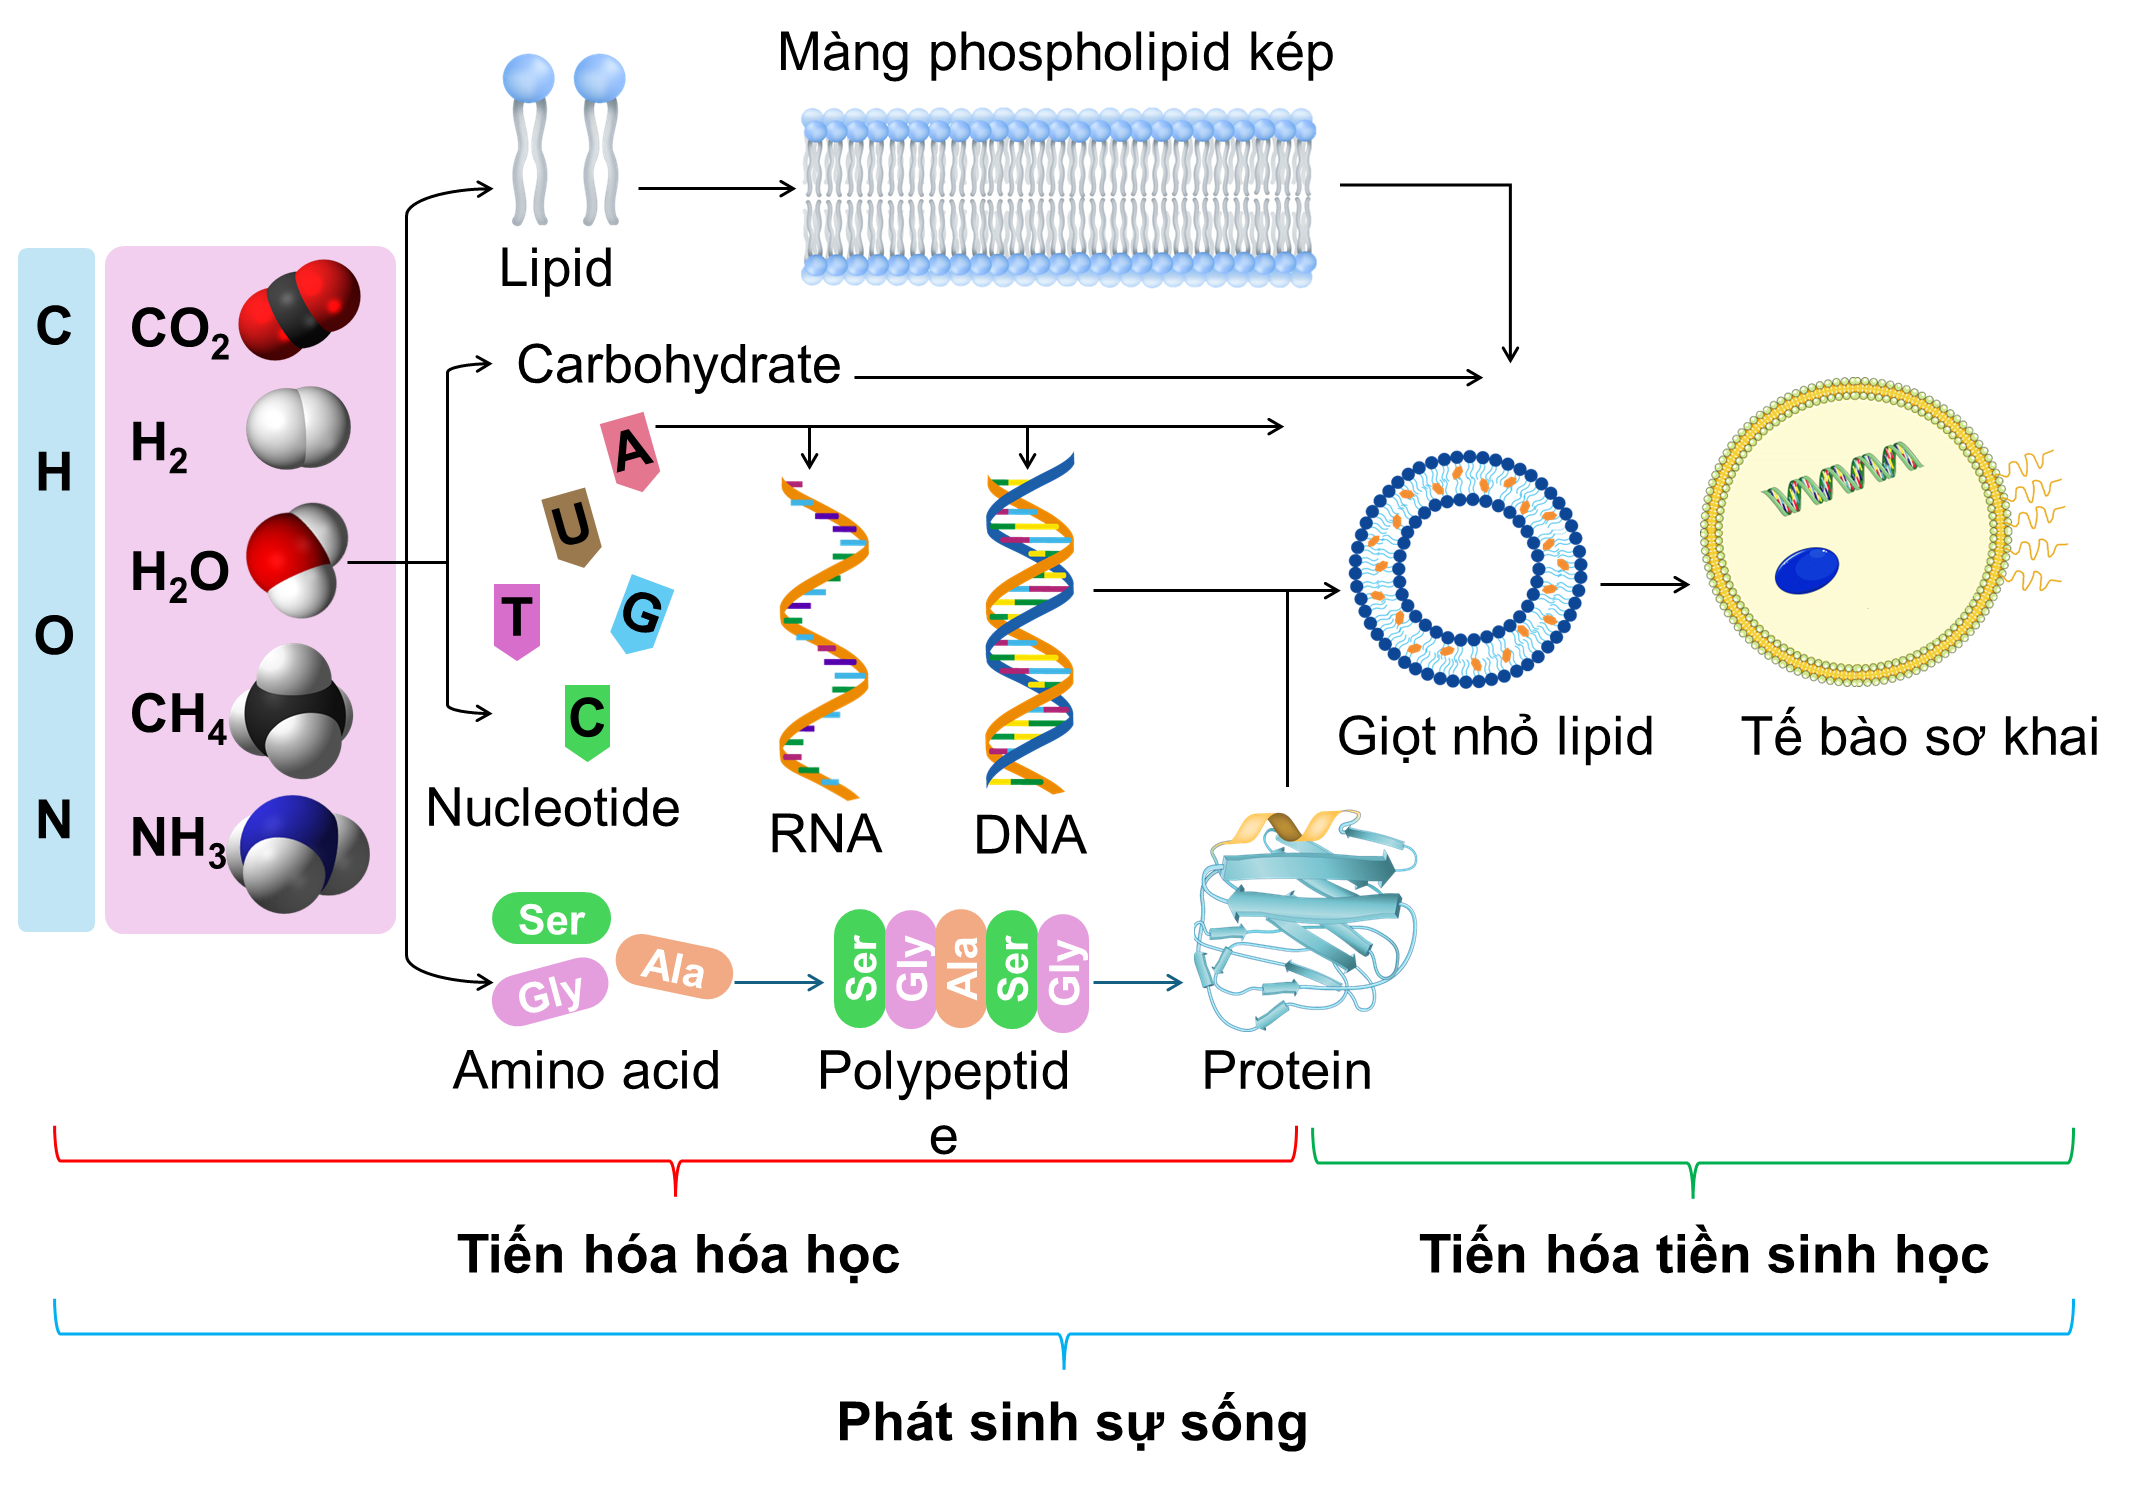 Màng phospholipid kép
Lipid
C
H
O
N
CO2
H2
H2O
CH4
NH3
Carbohydrate
A
U
T
G
C
Nucleotide
RNA
DNA
Giọt nhỏ lipid
Tế bào sơ khai
Ser
Gly
Ala
Ser
Gly
Ala
Ser
Gly
Amino acid
Polypeptid
e
Protein
Tiến hóa hóa học
Tiến hóa tiền sinh học
Phát sinh sự sống